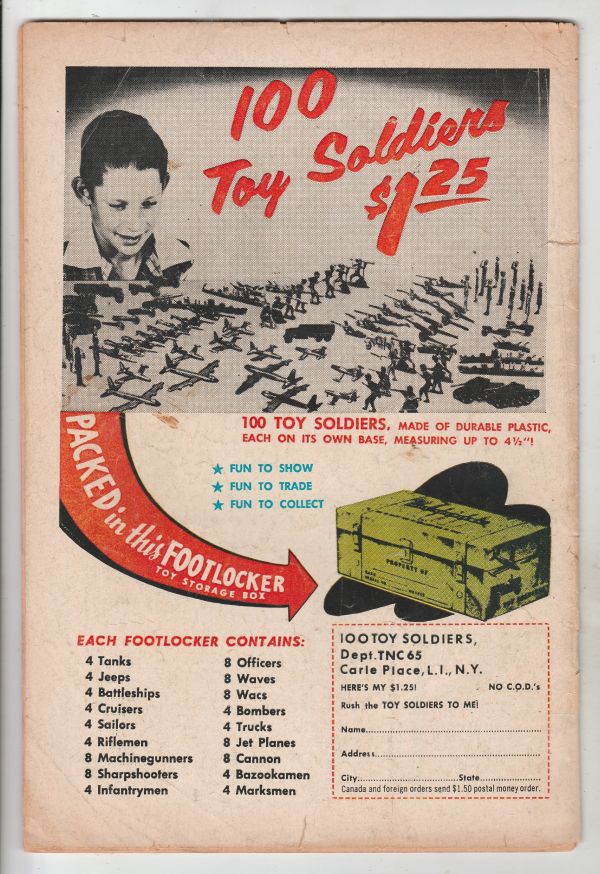 100
Toy Soldiers
$1.25
100 TOY SOLDIERS, MADE OF DURABLE PLASTIC,
EACH ON ITS OWN BASE, MEASURING UP TO 4½"!
★ FUN TO SHOW
★ FUN TO TRADE
★ FUN TO COLLECT
PACKED in this FOOTLOCKER
TOY STORAGE BOX
PROPERTY OF
EACH FOOTLOCKER CONTAINS:
4 Tanks
4 Jeeps
4 Battleships
4 Cruisers
4 Sailors
4 Riflemen
8 Machinegunners
8 Sharpshooters
4 Infantrymen
8 Officers
8 Waves
8 Wacs
4 Bombers
4 Trucks
8 Jet Planes
8 Cannon
4 Bazookamen
4 Marksmen
100 TOY SOLDIERS,
Dept. TNC 65
Carle Place, L.I., N.Y.
HERE'S MY $1.25! NO C.O.D.'s
Rush the TOY SOLDIERS TO ME!
Name
Address
City State
Canada and foreign orders send $1.50 postal money order.